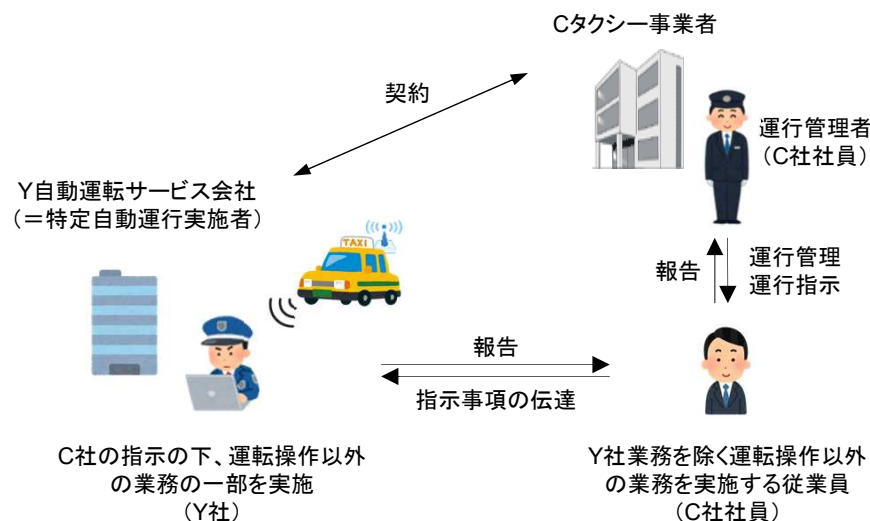 Cタクシー事業者
契約
運行管理者
(C社社員)
Y自動運転サービス会社
(=特定自動運行実施者)
TAXI
報告
運行管理
運行指示
報告
指示事項の伝達
C社の指示の下、運転操作以外
の業務の一部を実施
(Y社)
Y社業務を除く運転操作以外
の業務を実施する従業員
(C社社員)